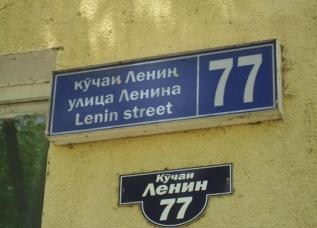 кӯчаи Ленин
улица Ленина
Lenin street
77
Кӯчаи
Ленин
77